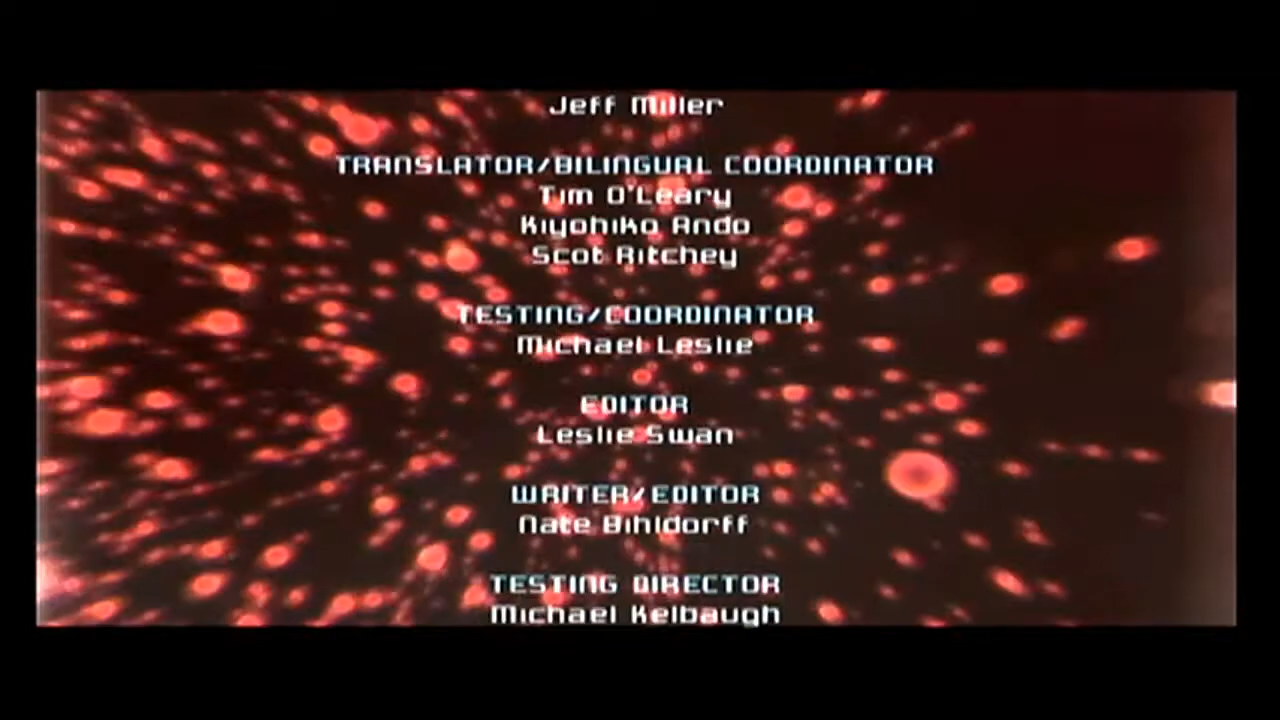 Jeff Miller
TRANSLATOR/BILINGUAL COORDINATOR
Tim O'Leary
Kiyohiko Ando
Scot Ritchey
TESTING/COORDINATOR
Michael Leslie
EDITOR
Leslie Swan
WRITER/EDITOR
Nate Bihldorff
TESTING DIRECTOR
Michael Kelbaugh